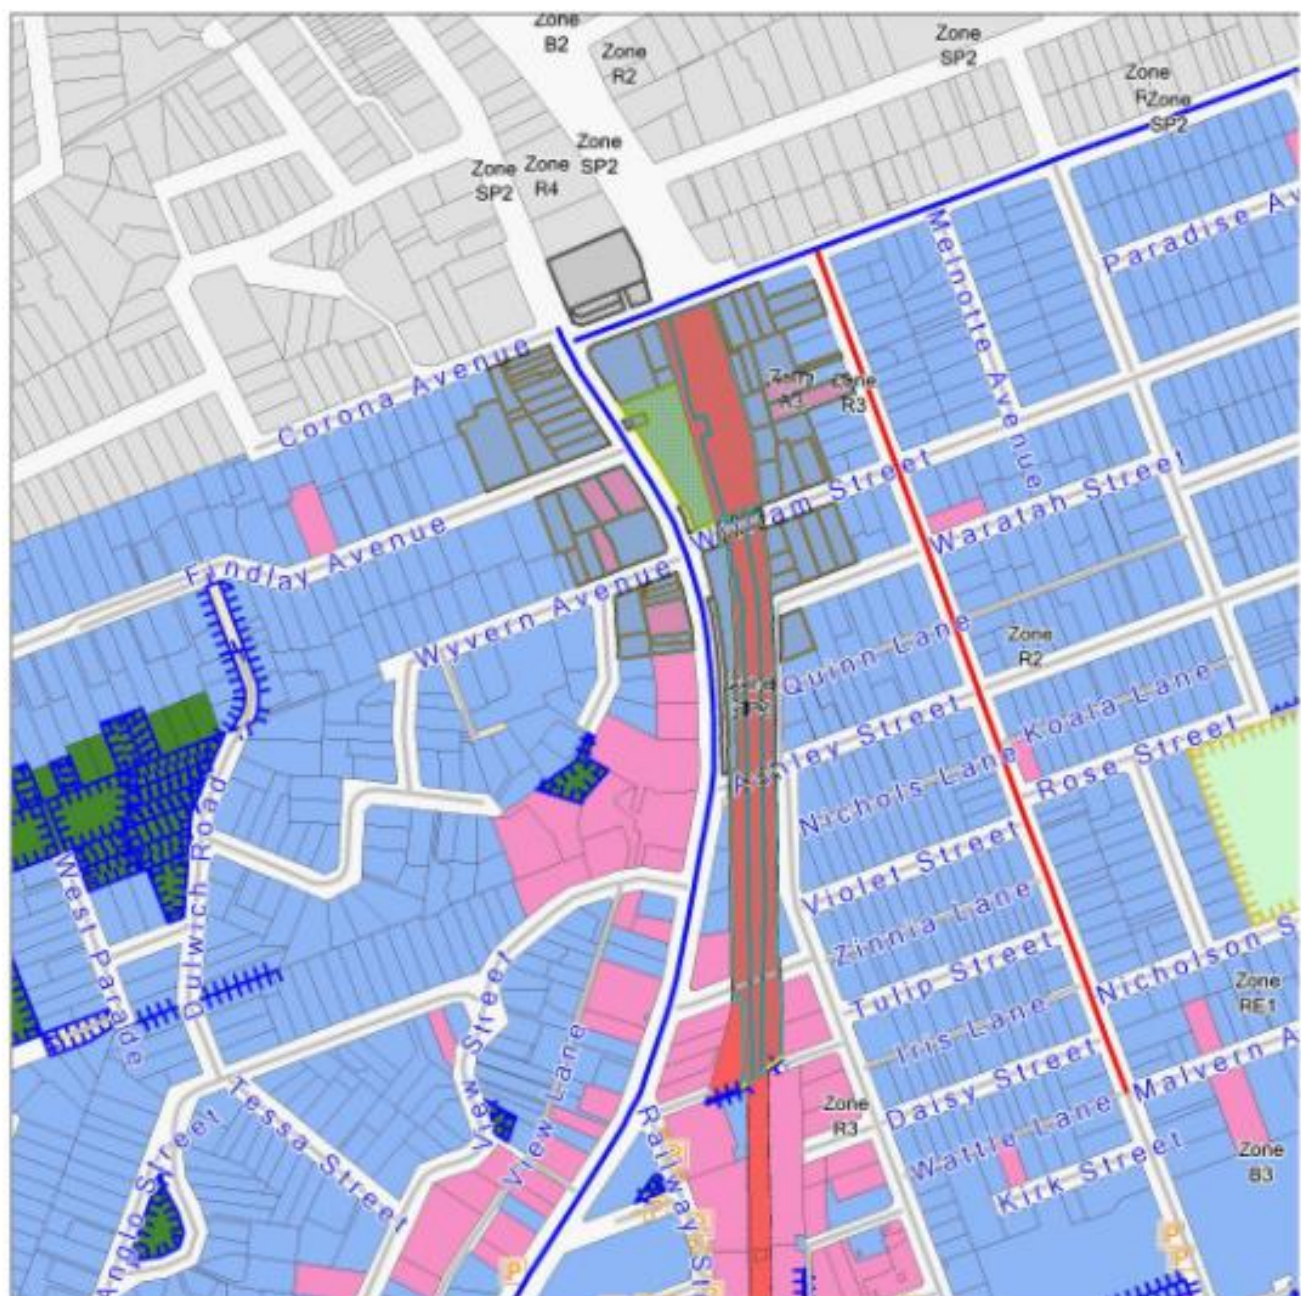 Zone
B2
Zone
R2
Zone
SP2
Zone
Zone
SP2
Zone
SP2
Zone
R4
Zone
SP2
Melnotte Avenue
Paradise Av
Corona Avenue
Zone
R3
William Street
Waratah Street
Findlay Avenue
Wyvern Avenue
Quinn Lane
Zone
R2
Ashley Street
Koala Lane
Nichols Lane
Rose Street
Violet Street
Zinnia Lane
West Parade
Dulwich Road
Tulip Street
Nicholson S
Iris Lane
Zone
RE1
View Street
View Lane
Daisy Street
Malvern A
Tessa Street
Zone
R3
Wattle Lane
Kirk Street
Zone
B3
Anglo Street
Railway St
P
P
P